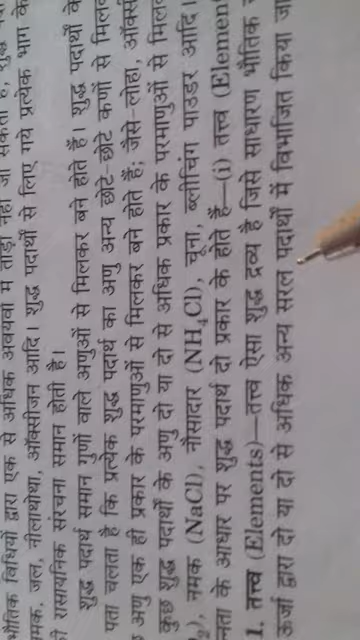 भौतिक विधियों द्वारा एक से अधिक अवयवों में तोड़ा नहीं जा सकता है, शुद्ध
नमक, जल, नीलाथोथा, ऑक्सीजन आदि। शुद्ध पदार्थों से लिए गये प्रत्येक भाग के
रासायनिक संरचना समान होती है।
शुद्ध पदार्थ समान गुणों वाले अणुओं से मिलकर बने होते हैं। शुद्ध पदार्थों के
पता चलता है कि प्रत्येक शुद्ध पदार्थ का अणु अन्य छोटे-छोटे कणों से मिलकर
अणु एक ही प्रकार के परमाणुओं से मिलकर बने होते हैं; जैसे-लोहा, ऑक्सी
कुछ शुद्ध पदार्थों के अणु दो या दो से अधिक प्रकार के परमाणुओं से मिलकर
नमक (NaCl), नौसादार (NH₄Cl), चूना, ब्लीचिंग पाउडर आदि।
के आधार पर शुद्ध पदार्थ दो प्रकार के होते हैं—(i) तत्त्व (Element
1. तत्त्व (Elements)—तत्त्व ऐसा शुद्ध द्रव्य है जिसे साधारण भौतिक
ऊर्जा द्वारा दो या दो से अधिक अन्य सरल पदार्थों में विभाजित किया जा